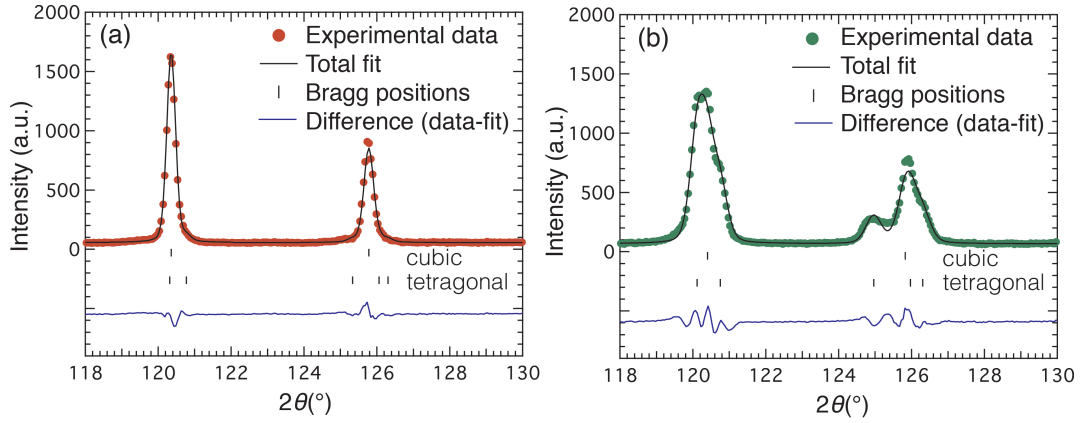 (a)
Experimental data
Total fit
Bragg positions
Difference (data-fit)
2000
1500
1000
500
0
Intensity (a.u.)
cubic
tetragonal
118 120 122 124 126 128 130
2θ(°)
(b)
Experimental data
Total fit
Bragg positions
Difference (data-fit)
2000
1500
1000
500
0
Intensity (a.u.)
cubic
tetragonal
118 120 122 124 126 128 130
2θ(°)